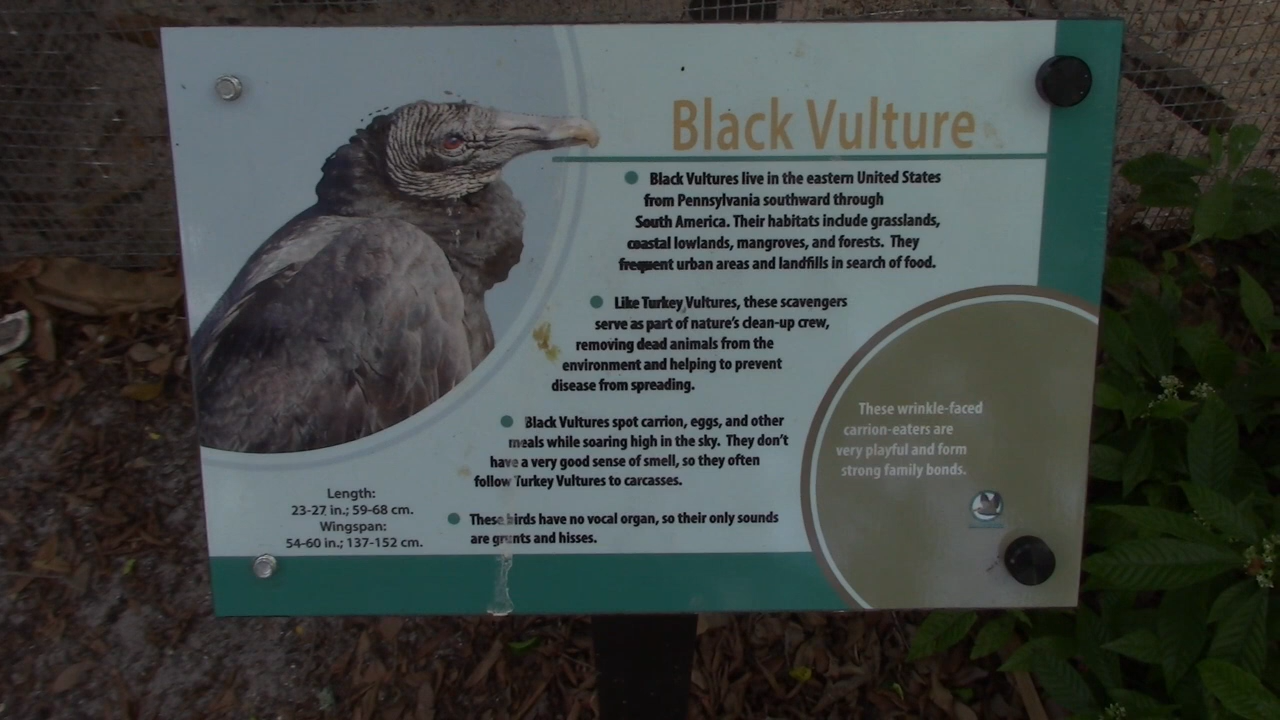 Black Vulture
Black Vultures live in the eastern United States
from Pennsylvania southward through
South America. Their habitats include grasslands,
coastal lowlands, mangroves, and forests. They
frequent urban areas and landfills in search of food.
Like Turkey Vultures, these scavengers
serve as part of nature's clean-up crew,
removing dead animals from the
environment and helping to prevent
disease from spreading.
Black Vultures spot carrion, eggs, and other
meals while soaring high in the sky. They don't
have a very good sense of smell, so they often
follow Turkey Vultures to carcasses.
These birds have no vocal organ, so their only sounds
are grunts and hisses.
Length:
23-27 in.; 59-68 cm.
Wingspan:
54-60 in.; 137-152 cm.
These wrinkle-faced
carrion-eaters are
very playful and form
strong family bonds.